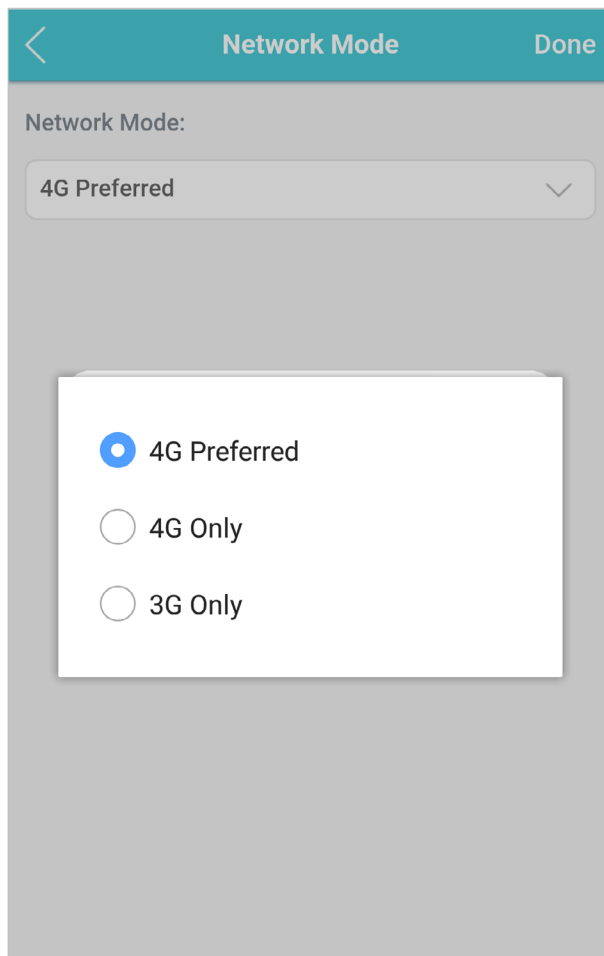 Network Mode Done
Network Mode:
4G Preferred
4G Preferred
4G Only
3G Only